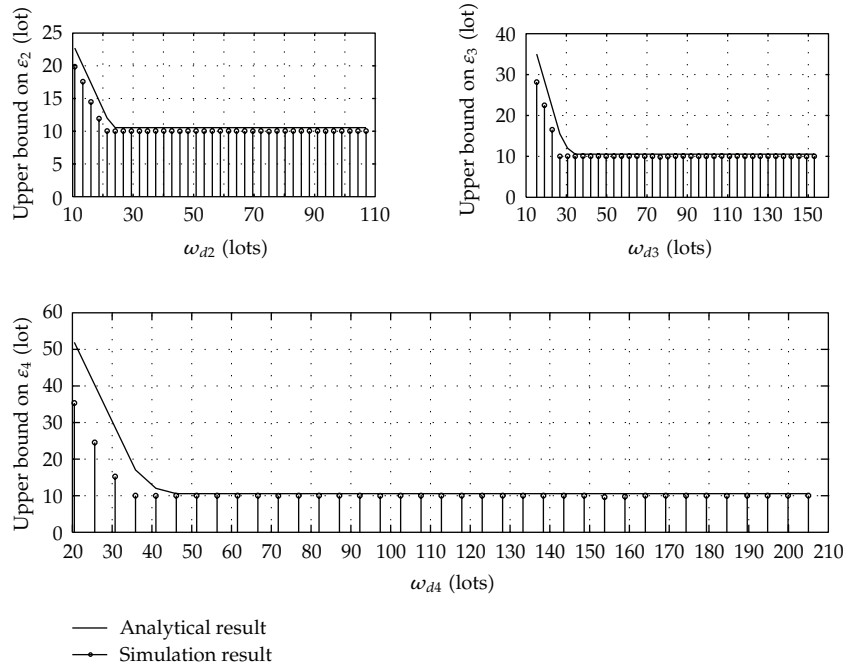 Upper bound on ε2 (lot)
25
20
15
10
5
0
10 30 50 70 90 110
ωd2 (lots)
Upper bound on ε3 (lot)
40
30
20
10
0
10 30 50 70 90 110 130 150
ωd3 (lots)
Upper bound on ε4 (lot)
60
50
40
30
20
10
0
20 30 40 50 60 70 80 90 100 110 120 130 140 150 160 170 180 190 200 210
ωd4 (lots)
Analytical result
Simulation result